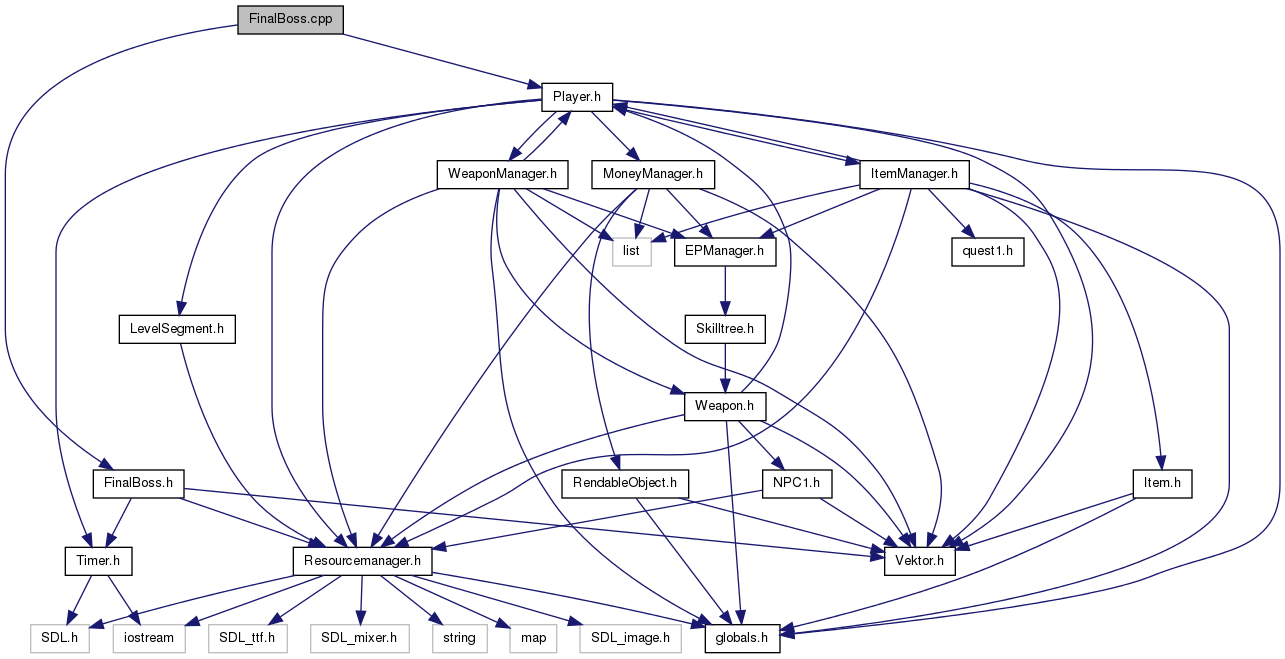 FinalBoss.cpp
Player.h
WeaponManager.h
MoneyManager.h
ItemManager.h
list
EPManager.h
quest1.h
LevelSegment.h
Skilltree.h
Weapon.h
FinalBoss.h
RendableObject.h
NPC1.h
Item.h
Timer.h
Resourcemanager.h
Vektor.h
SDL.h
iostream
SDL_ttf.h
SDL_mixer.h
string
map
SDL_image.h
globals.h